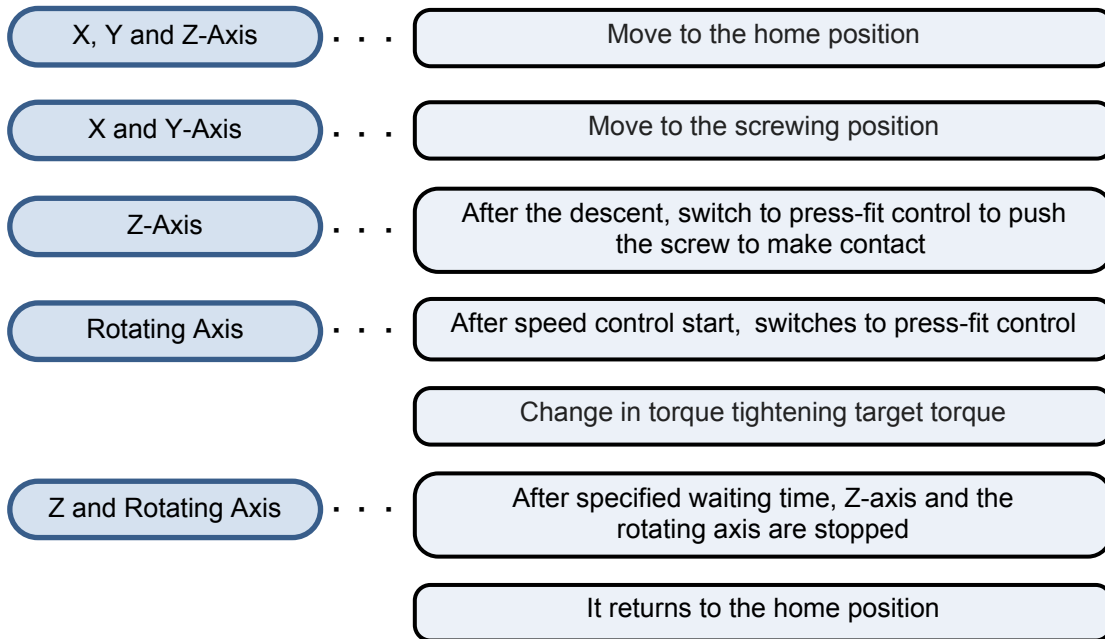 X, Y and Z-Axis . . . Move to the home position
X and Y-Axis . . . Move to the screwing position
Z-Axis . . . After the descent, switch to press-fit control to push
the screw to make contact
Rotating Axis . . . After speed control start, switches to press-fit control
Change in torque tightening target torque
Z and Rotating Axis . . . After specified waiting time, Z-axis and the
rotating axis are stopped
It returns to the home position